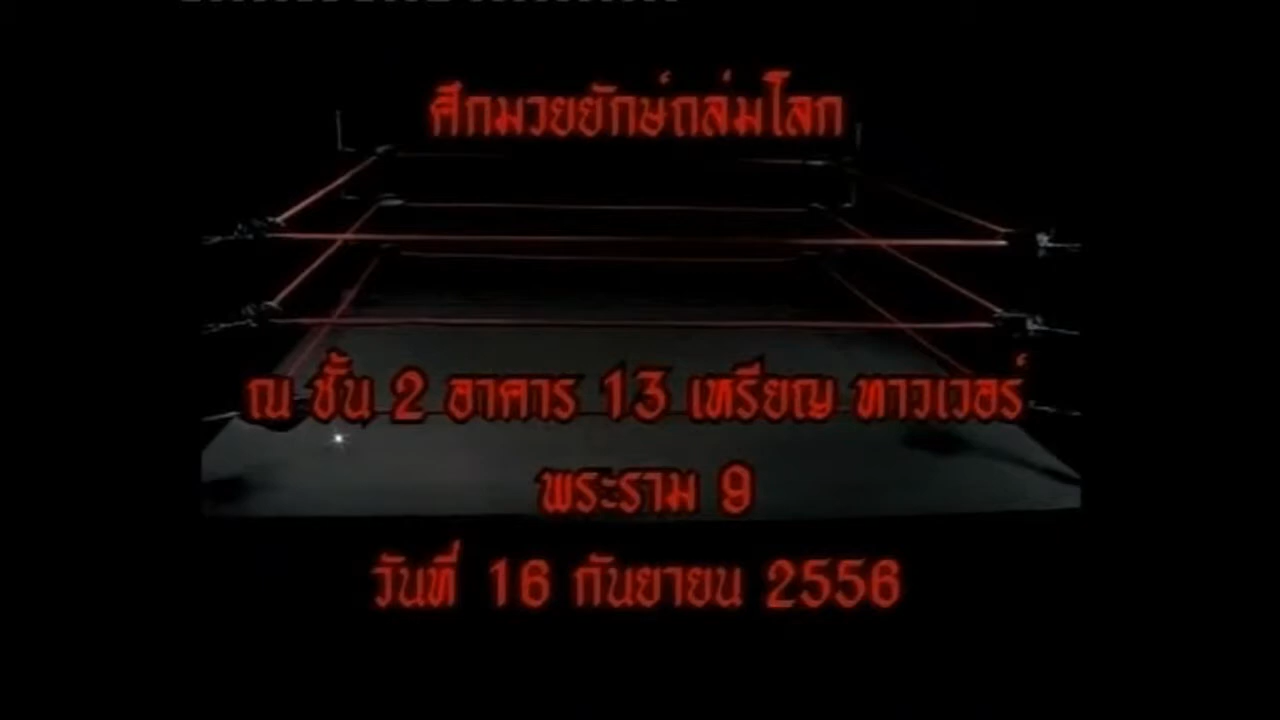 ศึกมวยยักษ์ถล่มโลก
ณ ชั้น 2 อาคาร 13 เหรียญ ทาวเวอร์
พระราม 9
วันที่ 16 กันยายน 2556